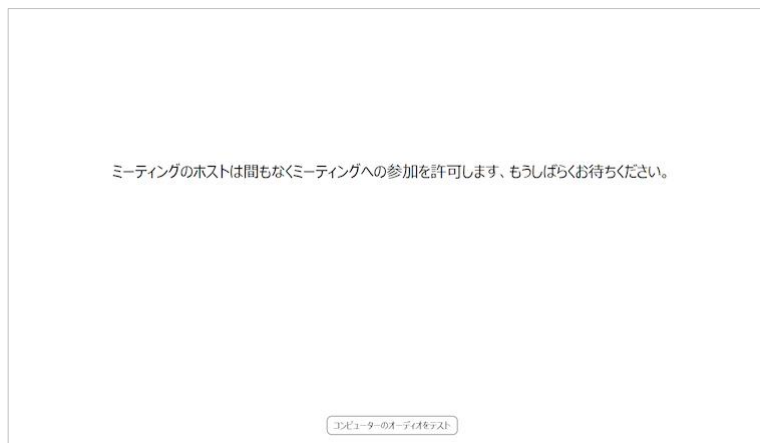 ミーティングのホストは間もなくミーティングへの参加を許可します、もうしばらくお待ちください。
コンピューターのオーディオをテスト